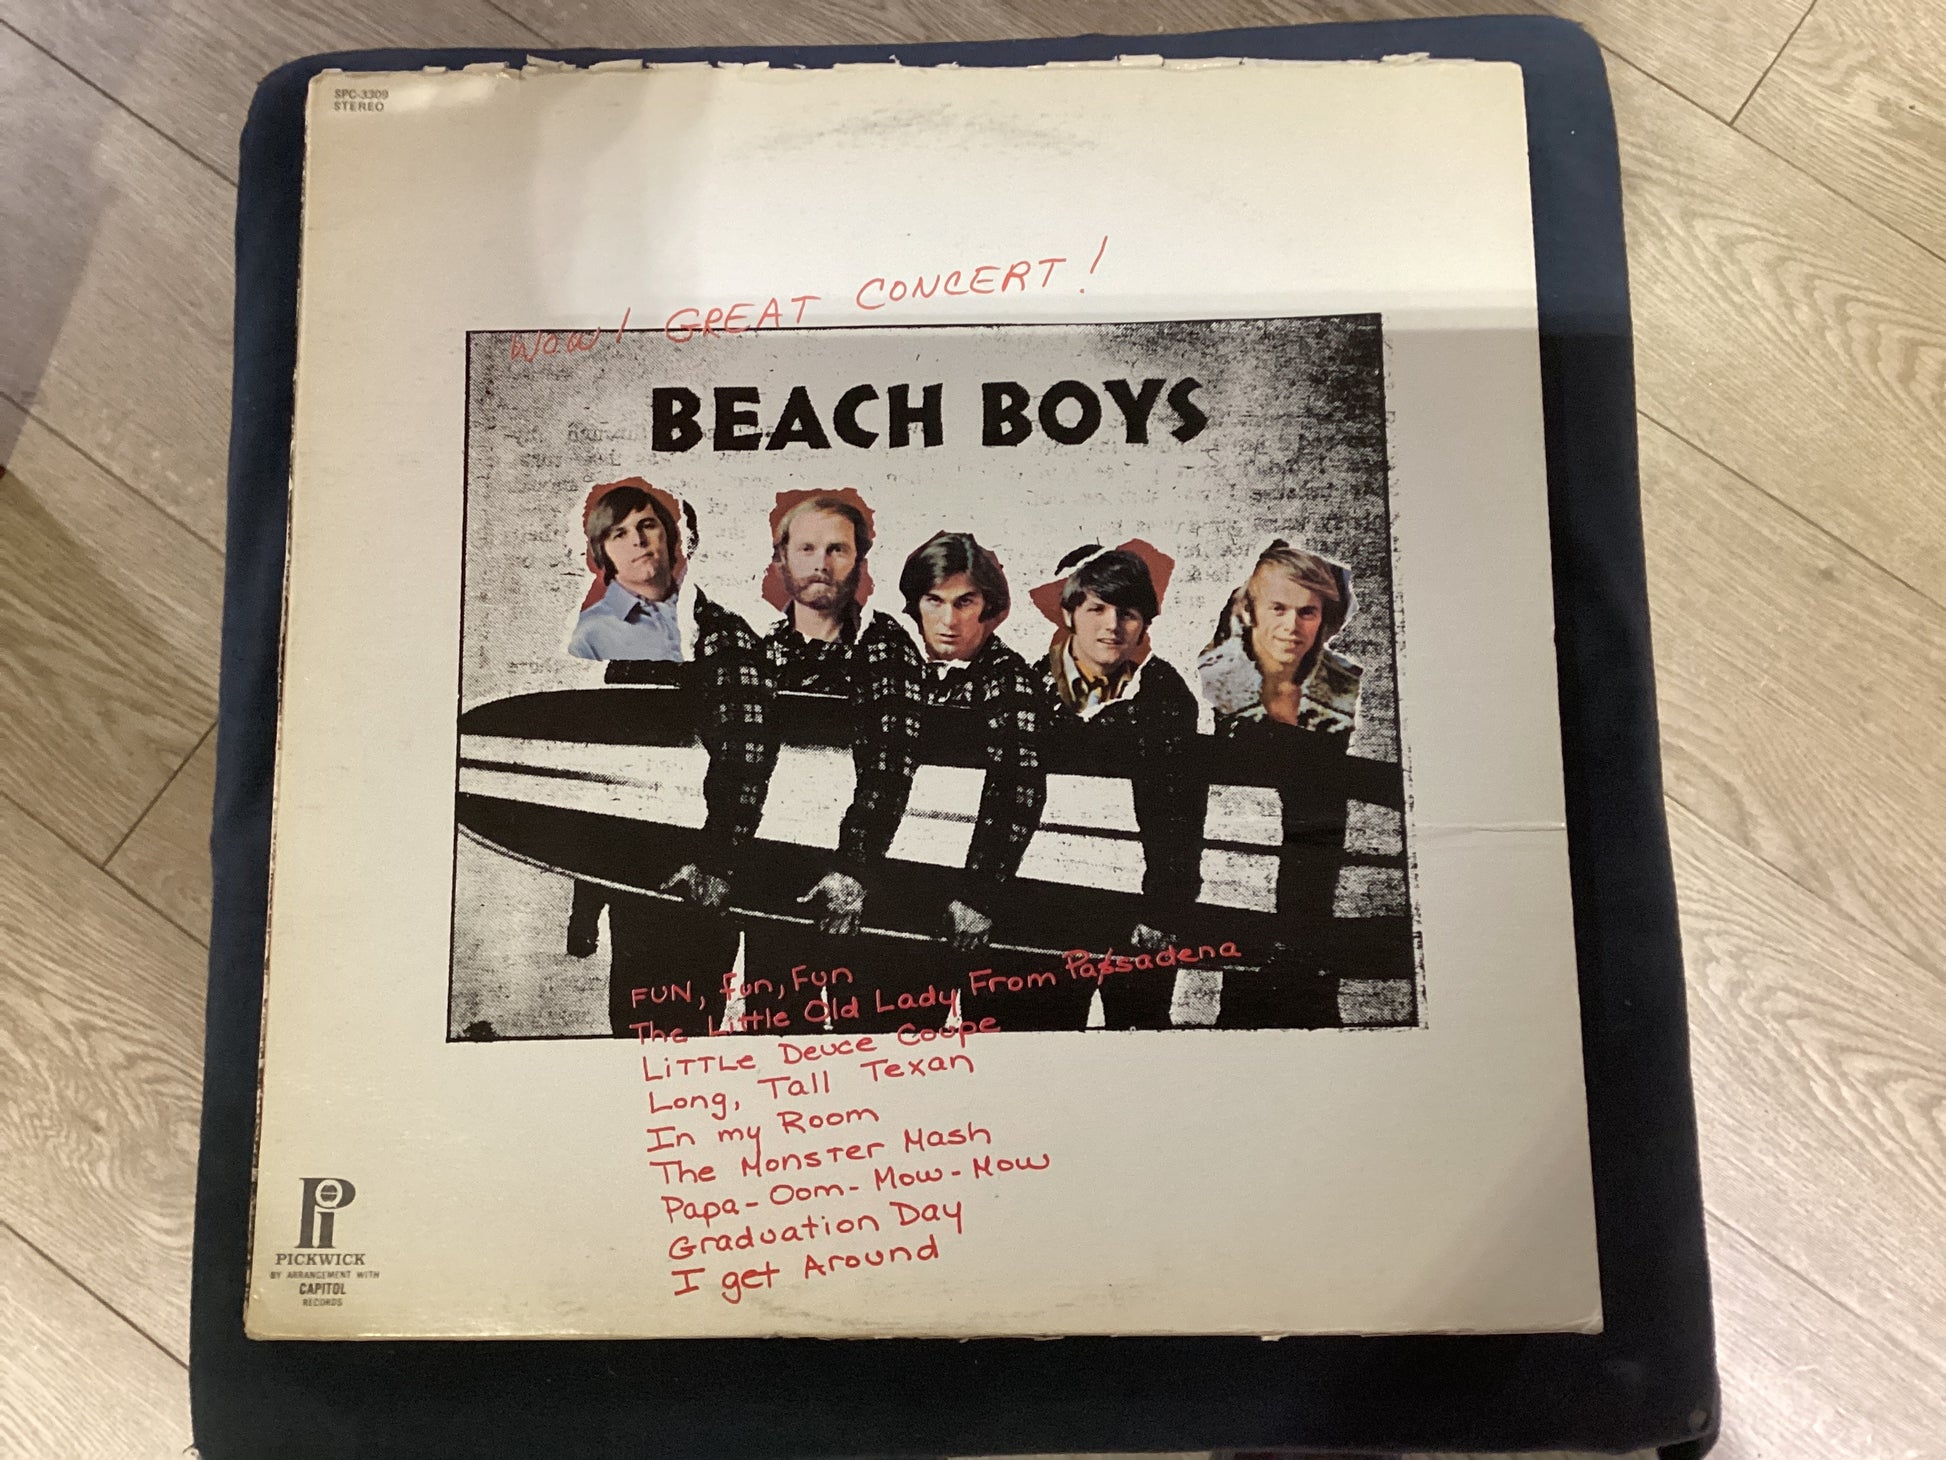 SPC-3309
STEREO
WOW! GREAT CONCERT!
BEACH BOYS
FUN, fun, Fun
The Little Old Lady From Passadena
LiTTLe Deuce Coupe
Long, Tall Texan
In my Room
The MonsTer Mash
Papa-Oom-Mow-Mow
Graduation Day
I get Around
Pi
PICKWICK
BY ARRANGEMENT WITH
CAPITOL
RECORDS